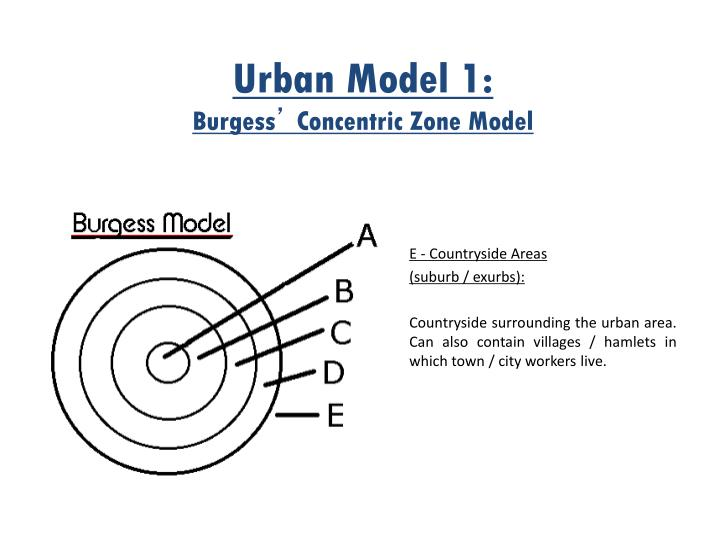 Urban Model 1:
Burgess’ Concentric Zone Model
Burgess Model
A
B
C
D
E
E - Countryside Areas
(suburb / exurbs):
Countryside surrounding the urban area.
Can also contain villages / hamlets in
which town / city workers live.